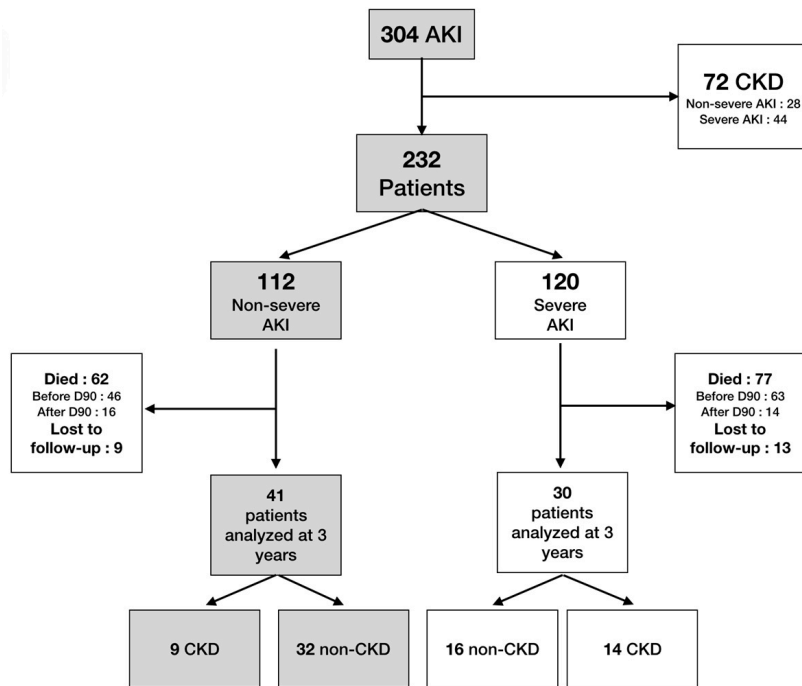 304 AKI
72 CKD
Non-severe AKI : 28
Severe AKI : 44
232
Patients
112
Non-severe
AKI
120
Severe
AKI
Died : 62
Before D90 : 46
After D90 : 16
Lost to
follow-up : 9
Died : 77
Before D90 : 63
After D90 : 14
Lost to
follow-up : 13
41
patients
analyzed at 3
years
30
patients
analyzed at 3
years
9 CKD
32 non-CKD
16 non-CKD
14 CKD